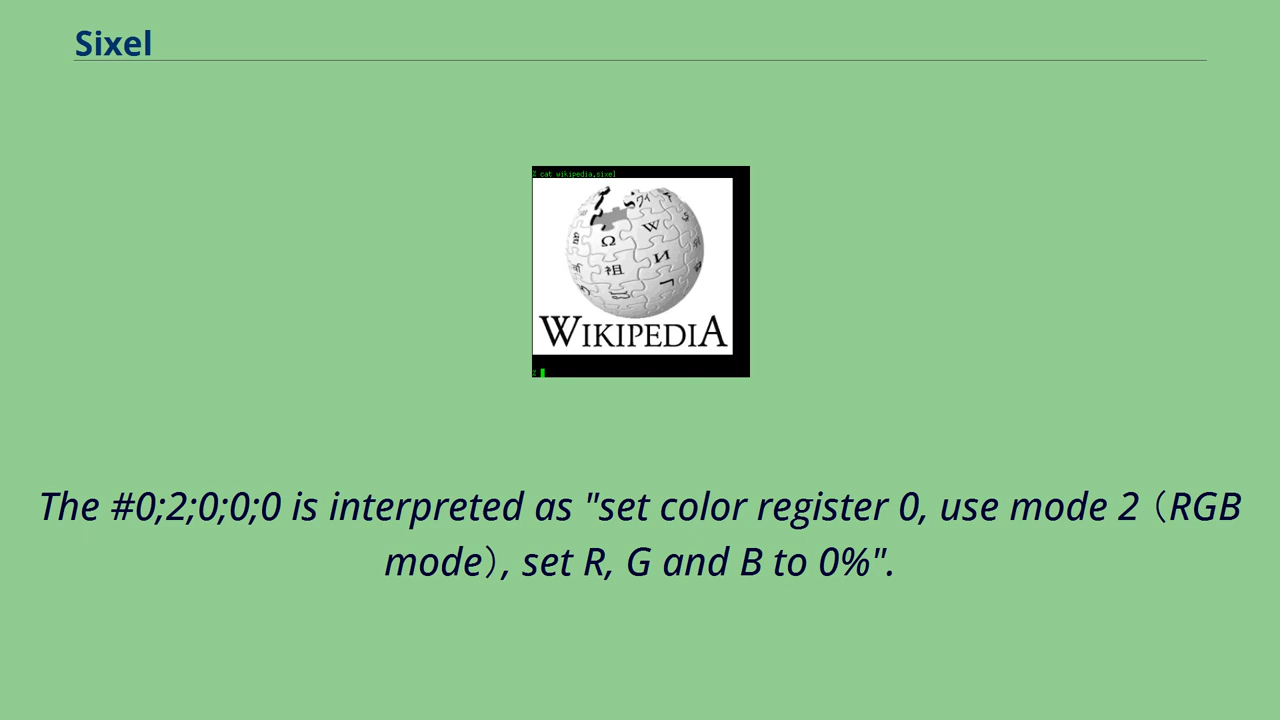 Sixel
% cat wikipedia.sixel
Ω
W
И
祖
WIKIPEDIA
%
The #0;2;0;0;0 is interpreted as "set color register 0, use mode 2（RGB
mode）, set R, G and B to 0%".